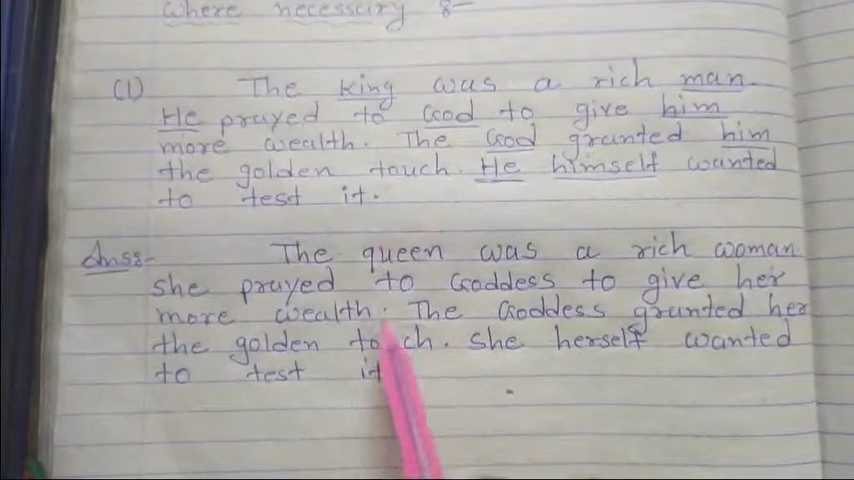 where necessary :-
(1) The king was a rich man
He prayed to God to give him
more wealth. The God granted him
the golden touch. He himself wanted
to test it.
Ans:- The queen was a rich woman
she prayed to Goddess to give her
more wealth. The Goddess granted her
the golden to ch. She herself wanted
to test it